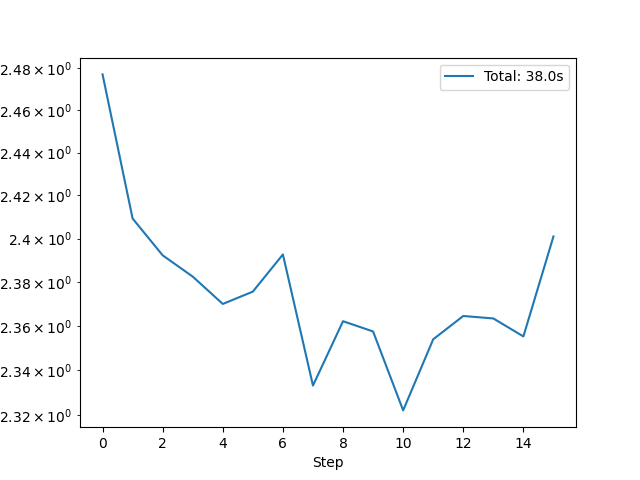 Total: 38.0s
2.48 × 10⁰
2.46 × 10⁰
2.44 × 10⁰
2.42 × 10⁰
2.4 × 10⁰
2.38 × 10⁰
2.36 × 10⁰
2.34 × 10⁰
2.32 × 10⁰
0 2 4 6 8 10 12 14
Step